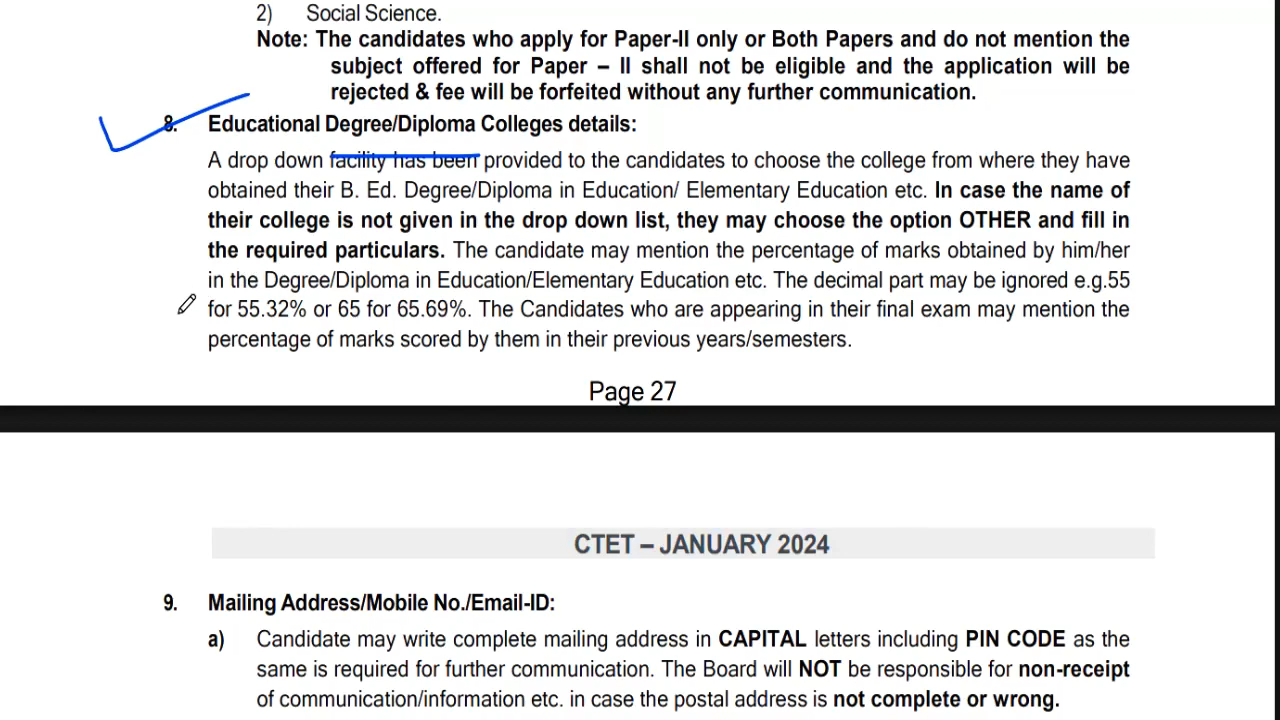 2) Social Science.
Note: The candidates who apply for Paper-II only or Both Papers and do not mention the
subject offered for Paper – II shall not be eligible and the application will be
rejected & fee will be forfeited without any further communication.
8. Educational Degree/Diploma Colleges details:
A drop down facility has been provided to the candidates to choose the college from where they have
obtained their B. Ed. Degree/Diploma in Education/ Elementary Education etc. In case the name of
their college is not given in the drop down list, they may choose the option OTHER and fill in
the required particulars. The candidate may mention the percentage of marks obtained by him/her
in the Degree/Diploma in Education/Elementary Education etc. The decimal part may be ignored e.g.55
for 55.32% or 65 for 65.69%. The Candidates who are appearing in their final exam may mention the
percentage of marks scored by them in their previous years/semesters.
Page 27
CTET – JANUARY 2024
9. Mailing Address/Mobile No./Email-ID:
a) Candidate may write complete mailing address in CAPITAL letters including PIN CODE as the
same is required for further communication. The Board will NOT be responsible for non-receipt
of communication/information etc. in case the postal address is not complete or wrong.